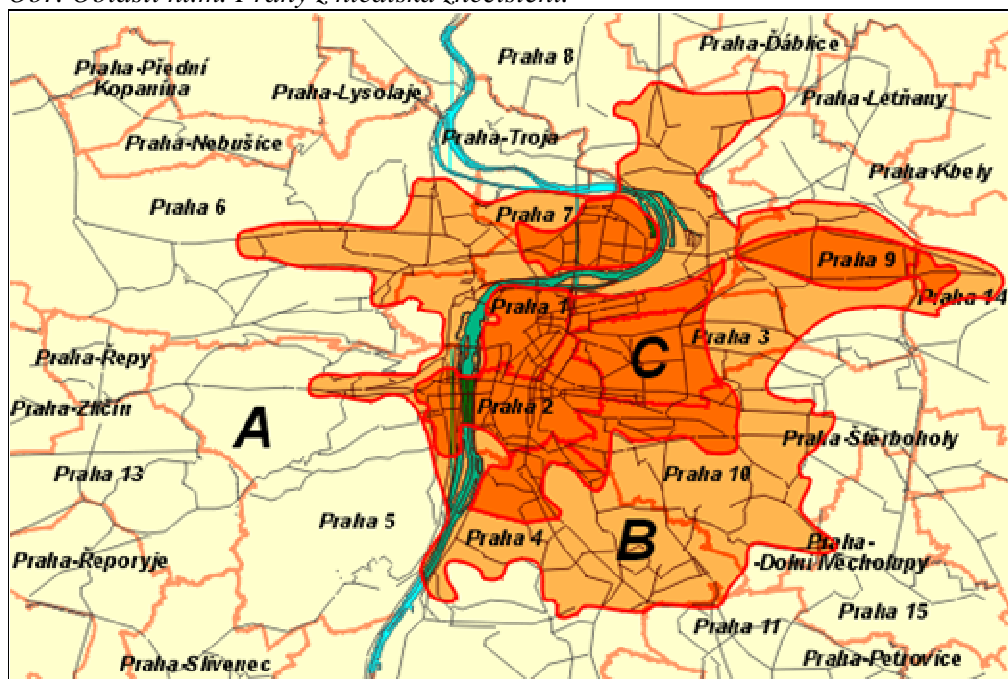 Praha 8
Praha-Ďáblice
Praha-Přední
Kopanina
Praha-Lysolaje
Praha-Letňany
Praha-Nebušice
Praha-Troja
Praha-Kbely
Praha 6
Praha 7
Praha 9
Praha 14
Praha 1
Praha 3
Praha-Řepy
C
Praha-Zličín
Praha 2
A
Praha-Štěrboholy
Praha 13
Praha 10
Praha 5
Praha 4
B
Praha-
-Dolní Měcholupy
Praha-Řeporyje
Praha 15
Praha 11
Praha-Slivenec
Praha-Petrovice